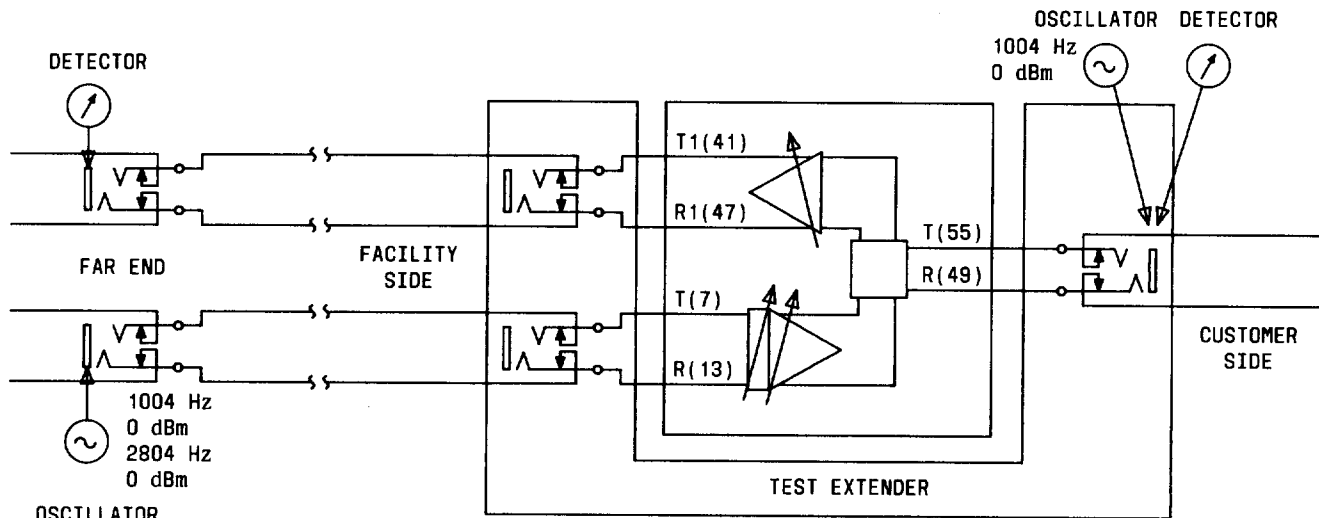 OSCILLATOR DETECTOR
1004 Hz
0 dBm
DETECTOR
T1(41)
R1(47)
T(55)
R(49)
FAR END
FACILITY
SIDE
T(7)
R(13)
CUSTOMER
SIDE
1004 Hz
0 dBm
2804 Hz
0 dBm
TEST EXTENDER
OSCILLATOR